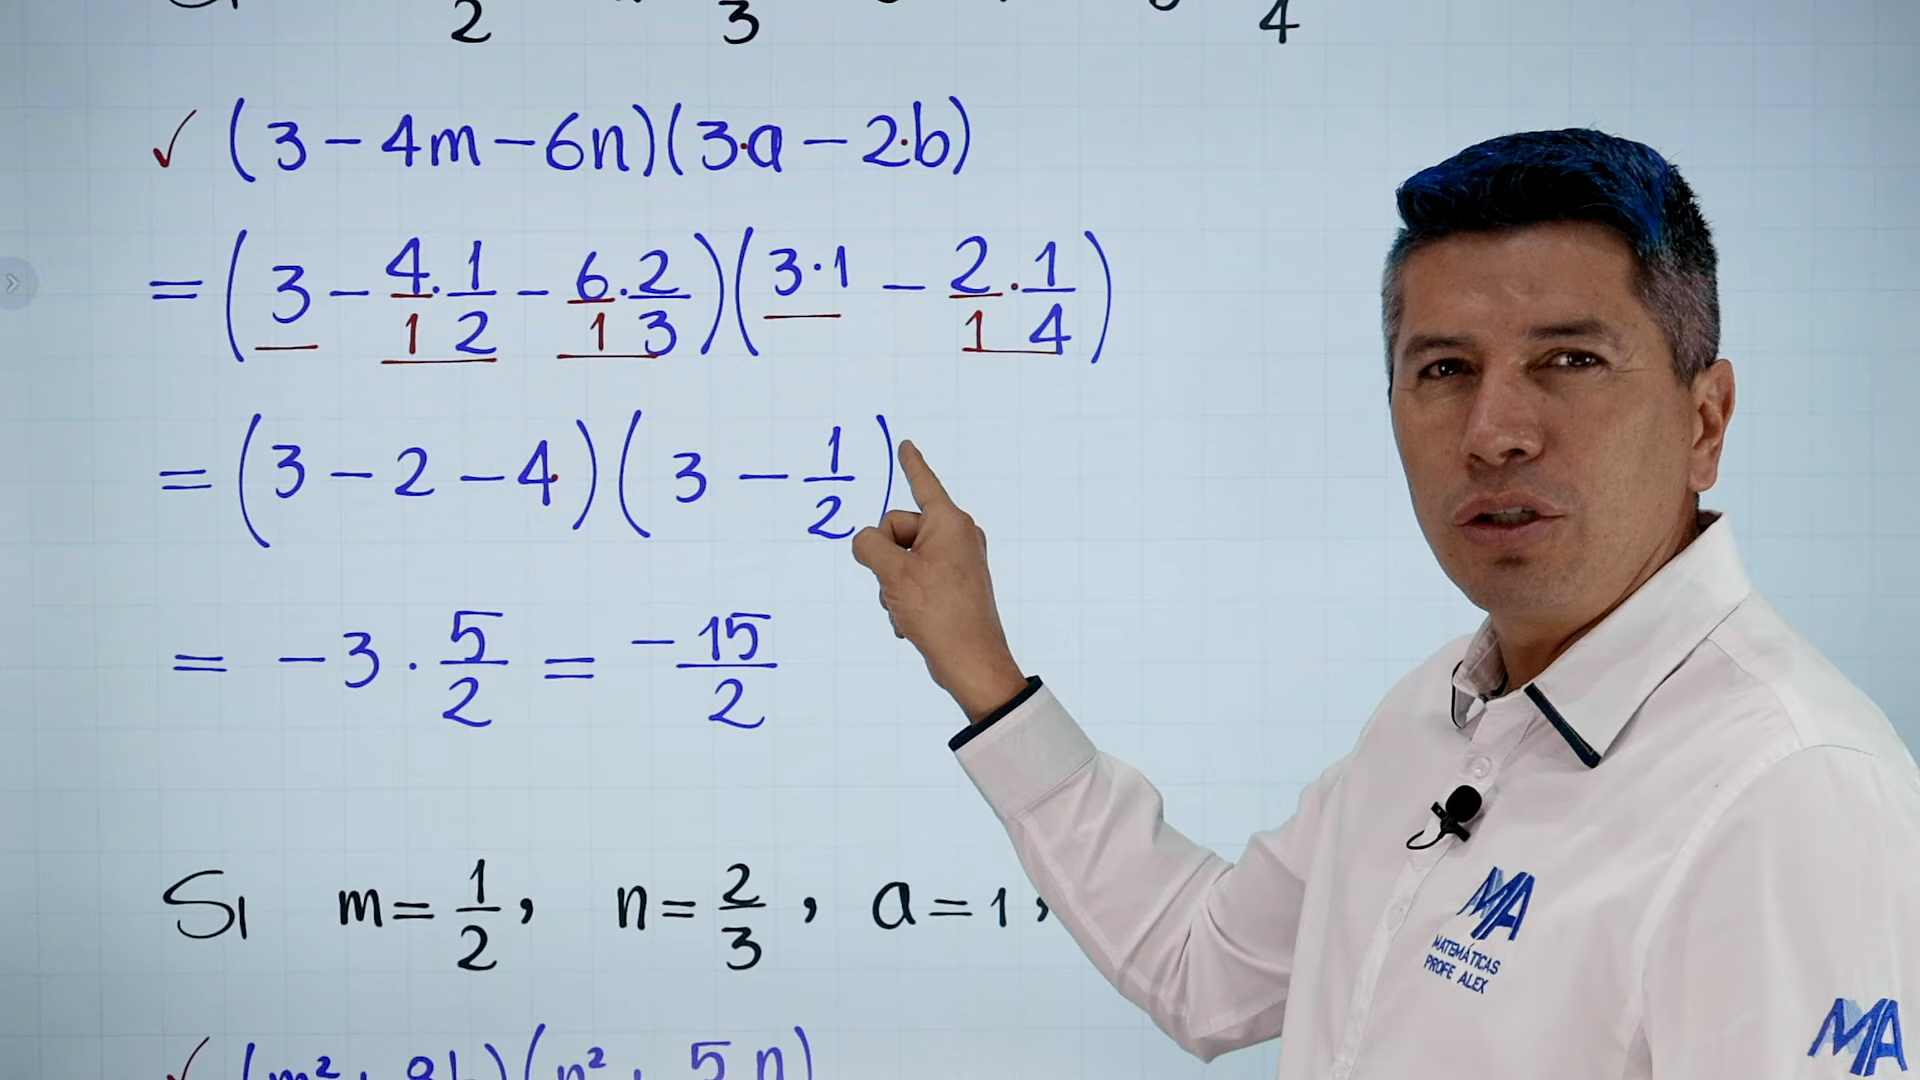 2 3 4
✓ (3 − 4m − 6n)(3·a − 2·b)
= (3 − 4/1 · 1/2 − 6/1 · 2/3)(3·1 − 2/1 · 1/4)
= (3 − 2 − 4)(3 − 1/2)
= −3 · 5/2 = −15/2
Si m = 1/2, n = 2/3, a = 1,
MA
MATEMÁTICAS
PROFE ALEX
MA